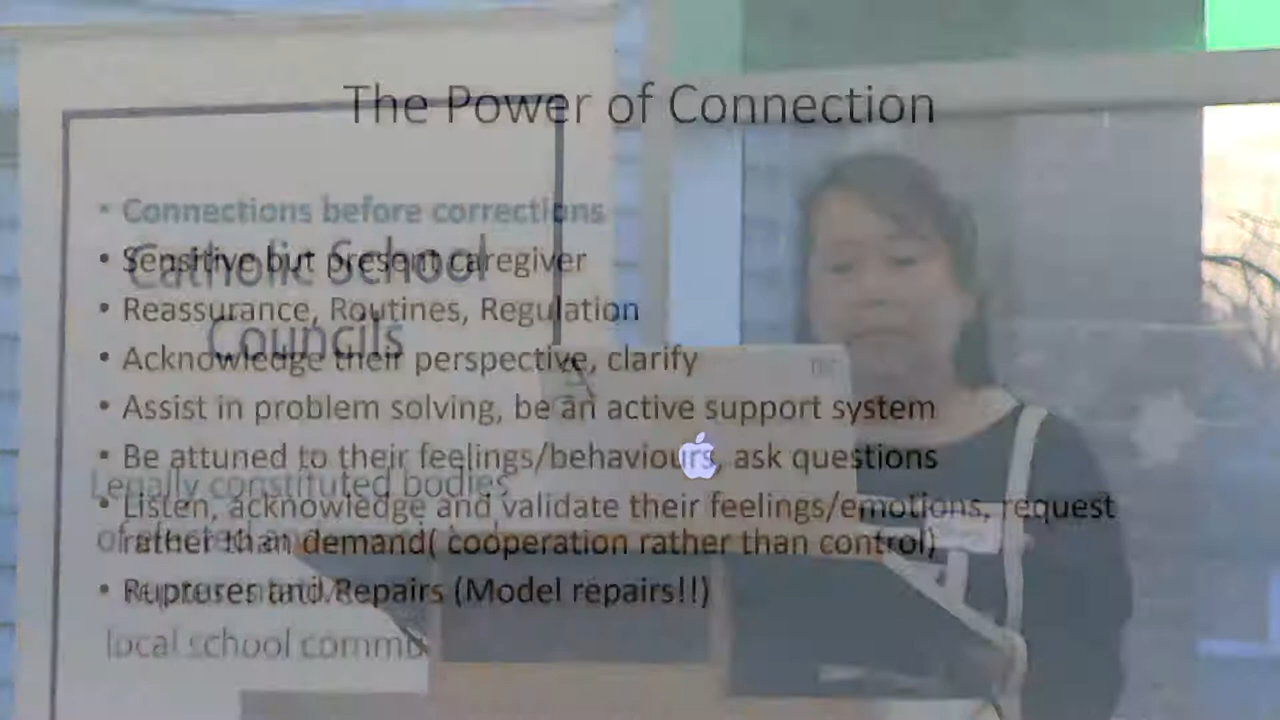 The Power of Connection
• Connections before corrections
• Sensitive but present caregiver
Catholic School
• Reassurance, Routines, Regulation
Councils
• Acknowledge their perspective, clarify
• Assist in problem solving, be an active support system
• Be attuned to their feelings/behaviours, ask questions
Legally constituted bodies
• Listen, acknowledge and validate their feelings/emotions, request
rather than demand( cooperation rather than control)
of elected
• Ruptures and Repairs (Model repairs!!)
local school